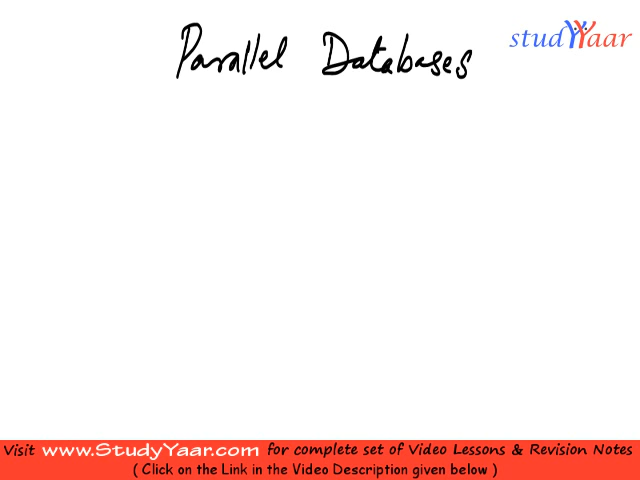 Parallel Databases
studYYaar
Visit www.StudyYaar.com for complete set of Video Lessons & Revision Notes
( Click on the Link in the Video Description given below )